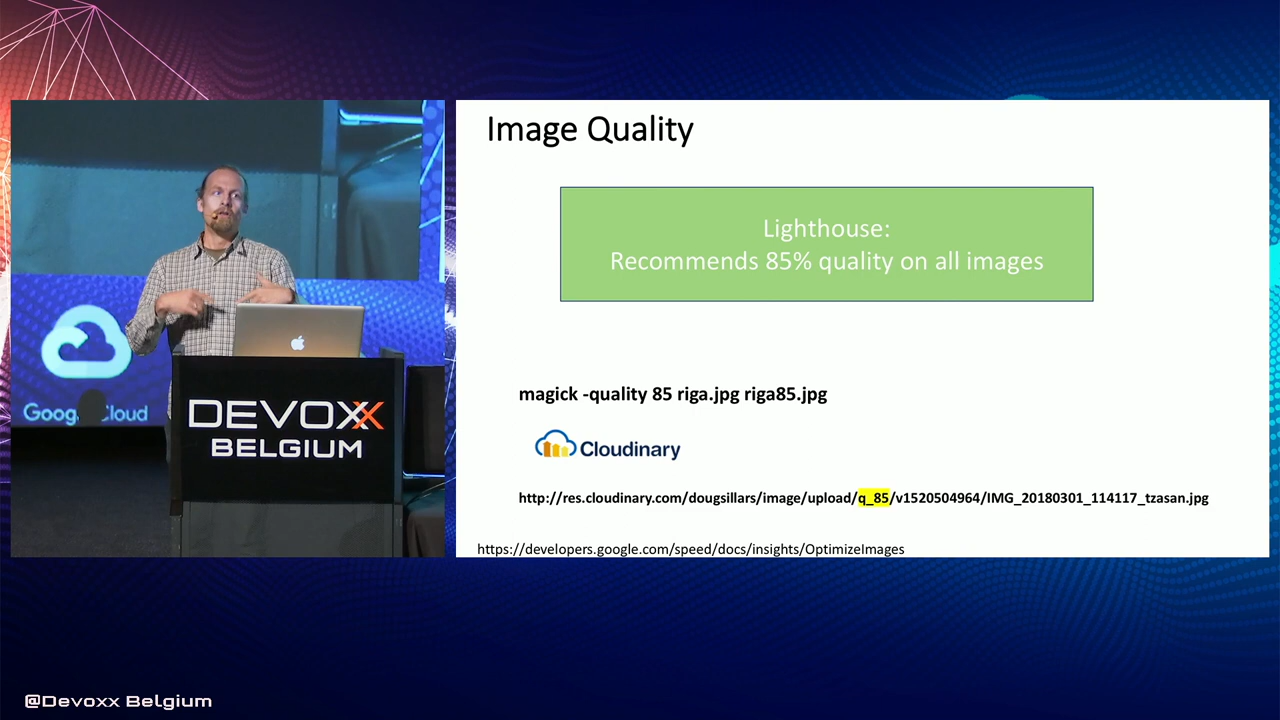 Image Quality
Lighthouse:
Recommends 85% quality on all images
magick -quality 85 riga.jpg riga85.jpg
Cloudinary
http://res.cloudinary.com/dougsillars/image/upload/q_85/v1520504964/IMG_20180301_114117_tzasan.jpg
https://developers.google.com/speed/docs/insights/OptimizeImages
DEVOXX
BELGIUM
Cloud
@Devoxx Belgium